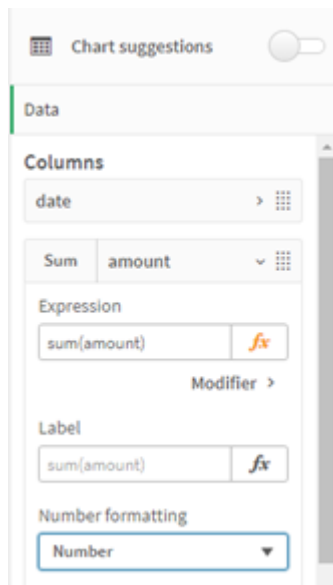 Chart suggestions
Data
Columns
date
Sum amount
Expression
sum(amount) fx
Modifier >
Label
sum(amount) fx
Number formatting
Number